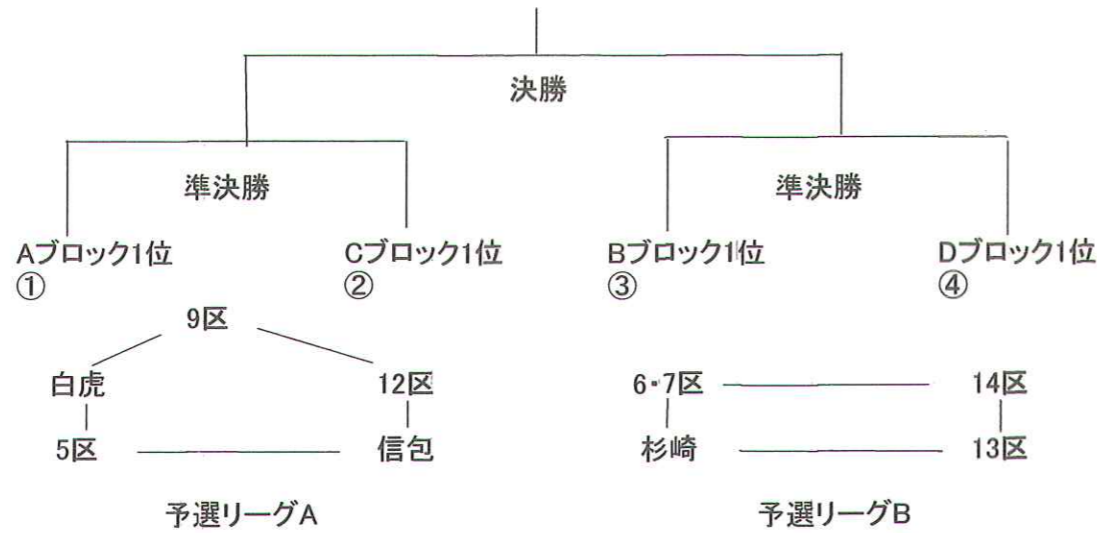 決勝
準決勝 準決勝
Aブロック1位 Cブロック1位 Bブロック1位 Dブロック1位
① ② ③ ④
9区
白虎 12区 6・7区 14区
5区 信包 杉崎 13区
予選リーグA 予選リーグB